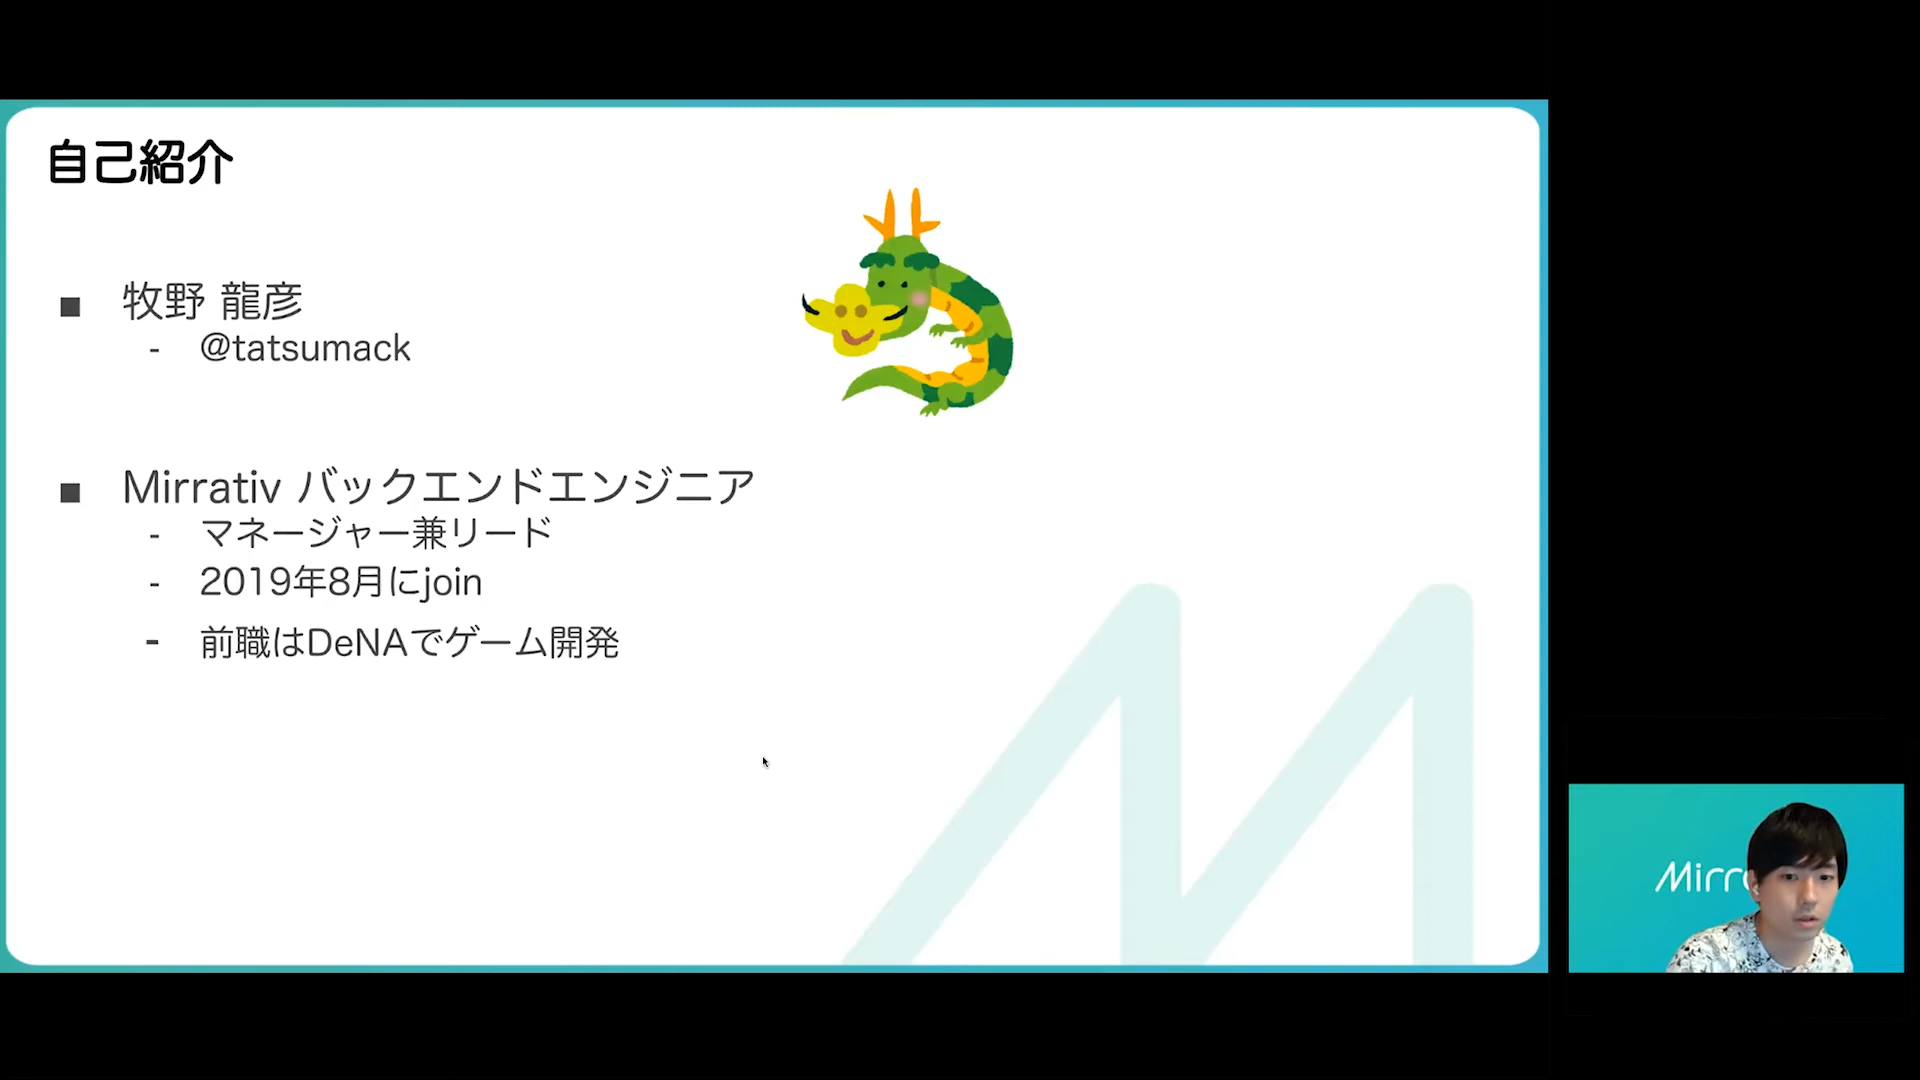 自己紹介
■ 牧野 龍彦
- @tatsumack
■ Mirrativ バックエンドエンジニア
- マネージャー兼リード
- 2019年8月にjoin
- 前職はDeNAでゲーム開発
Mirr